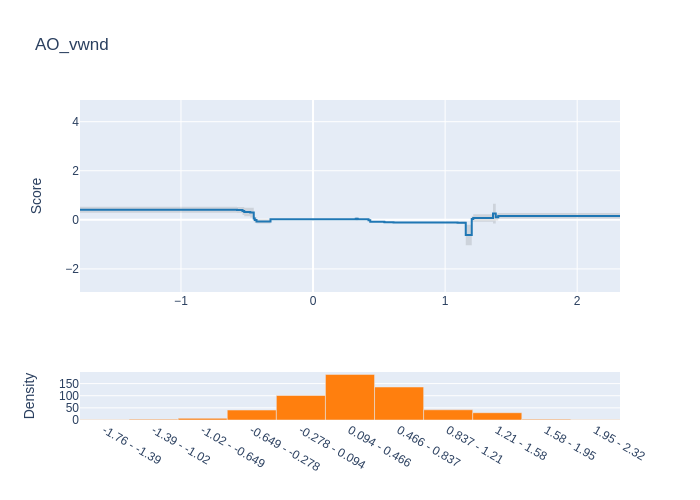 AO_vwnd
Score
4
2
0
−2
−1
0
1
2
Density
150
100
50
0
-1.76 - -1.39
-1.39 - -1.02
-1.02 - -0.649
-0.649 - -0.278
-0.278 - 0.094
0.094 - 0.466
0.466 - 0.837
0.837 - 1.21
1.21 - 1.58
1.58 - 1.95
1.95 - 2.32